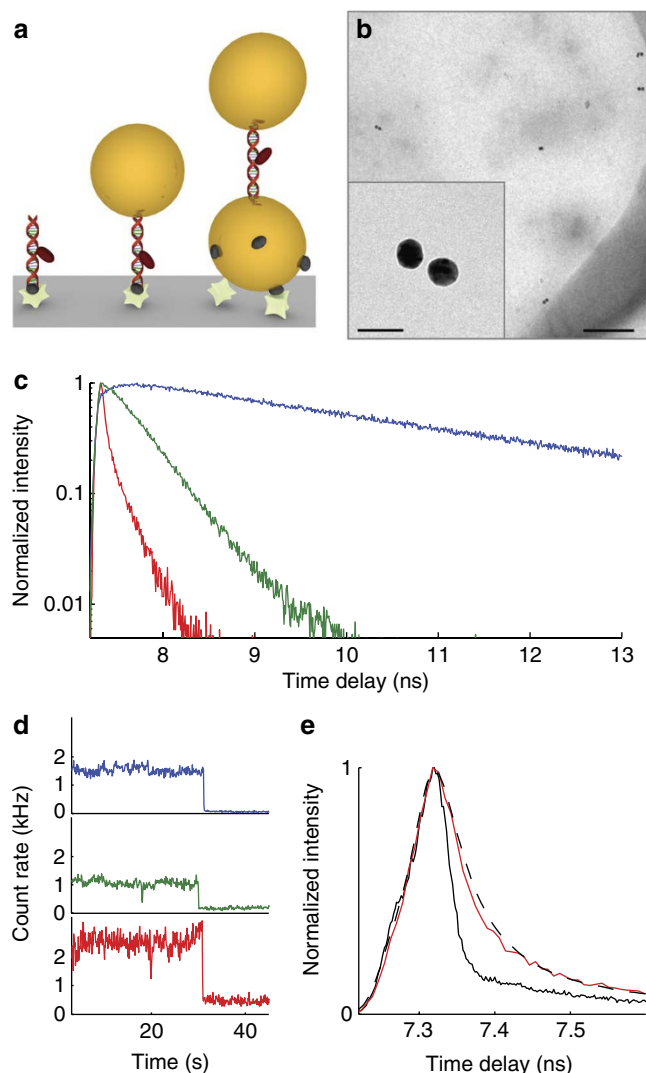 a
b
c
1
0.1
0.01
Normalized intensity
8 9 10 11 12 13
Time delay (ns)
d
e
2
1
0
2
1
0
2
1
0
Count rate (kHz)
20 40
Time (s)
1
0
Normalized intensity
7.3 7.4 7.5
Time delay (ns)